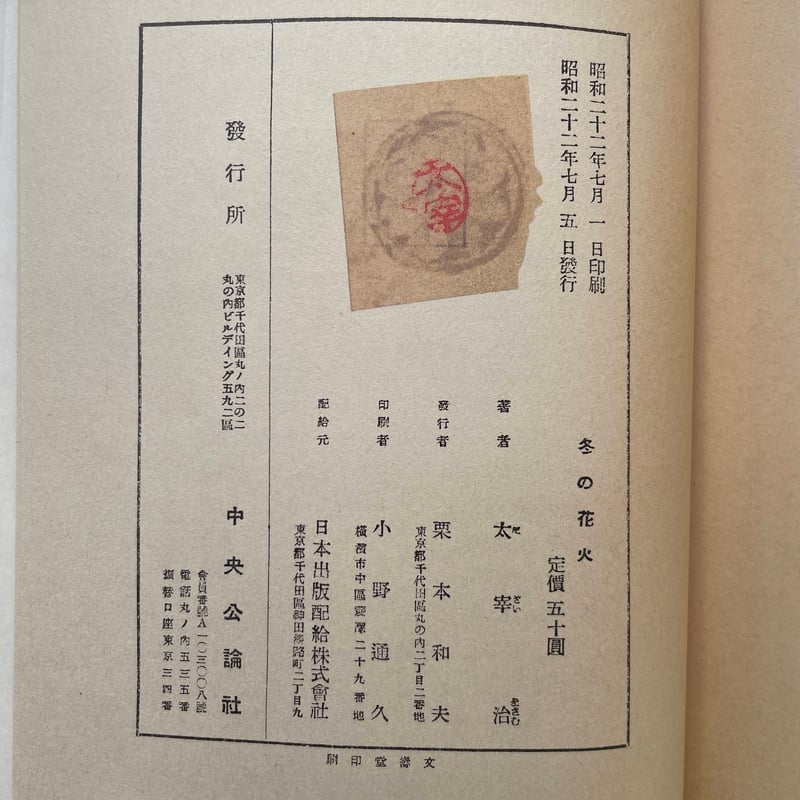 昭和二十二年七月一日印刷
昭和二十二年七月五日發行
太宰
冬の花火
定價五十圓
著者 太宰治
だざいをさむ
發行者 栗本和夫
東京都千代田區丸の内二丁目二番地
印刷者 小野通久
横濱市中區蓑澤二十九番地
配給元 日本出版配給株式會社
東京都千代田區神田淡路町二丁目九
發行所
東京都千代田區丸ノ内二の二
丸の内ビルデイング五九二區
中央公論社
會員番號A一〇三〇〇八號
電話丸ノ内五三五番
振替口座東京三四番
文壽堂印刷